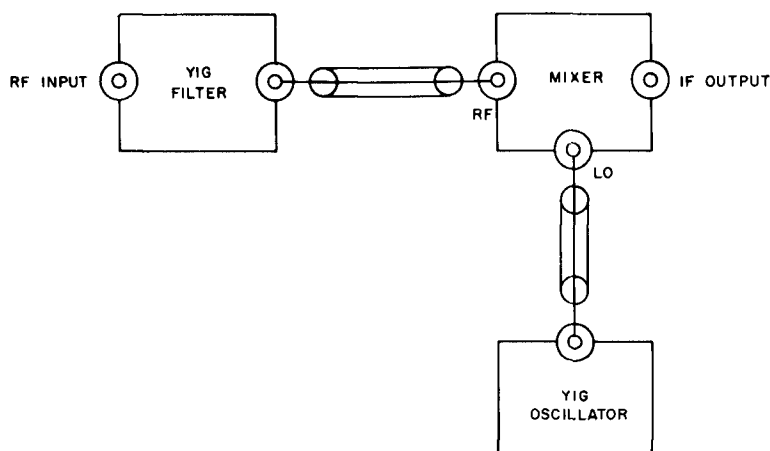 RF INPUT
YIG
FILTER
RF
MIXER
IF OUTPUT
LO
YIG
OSCILLATOR